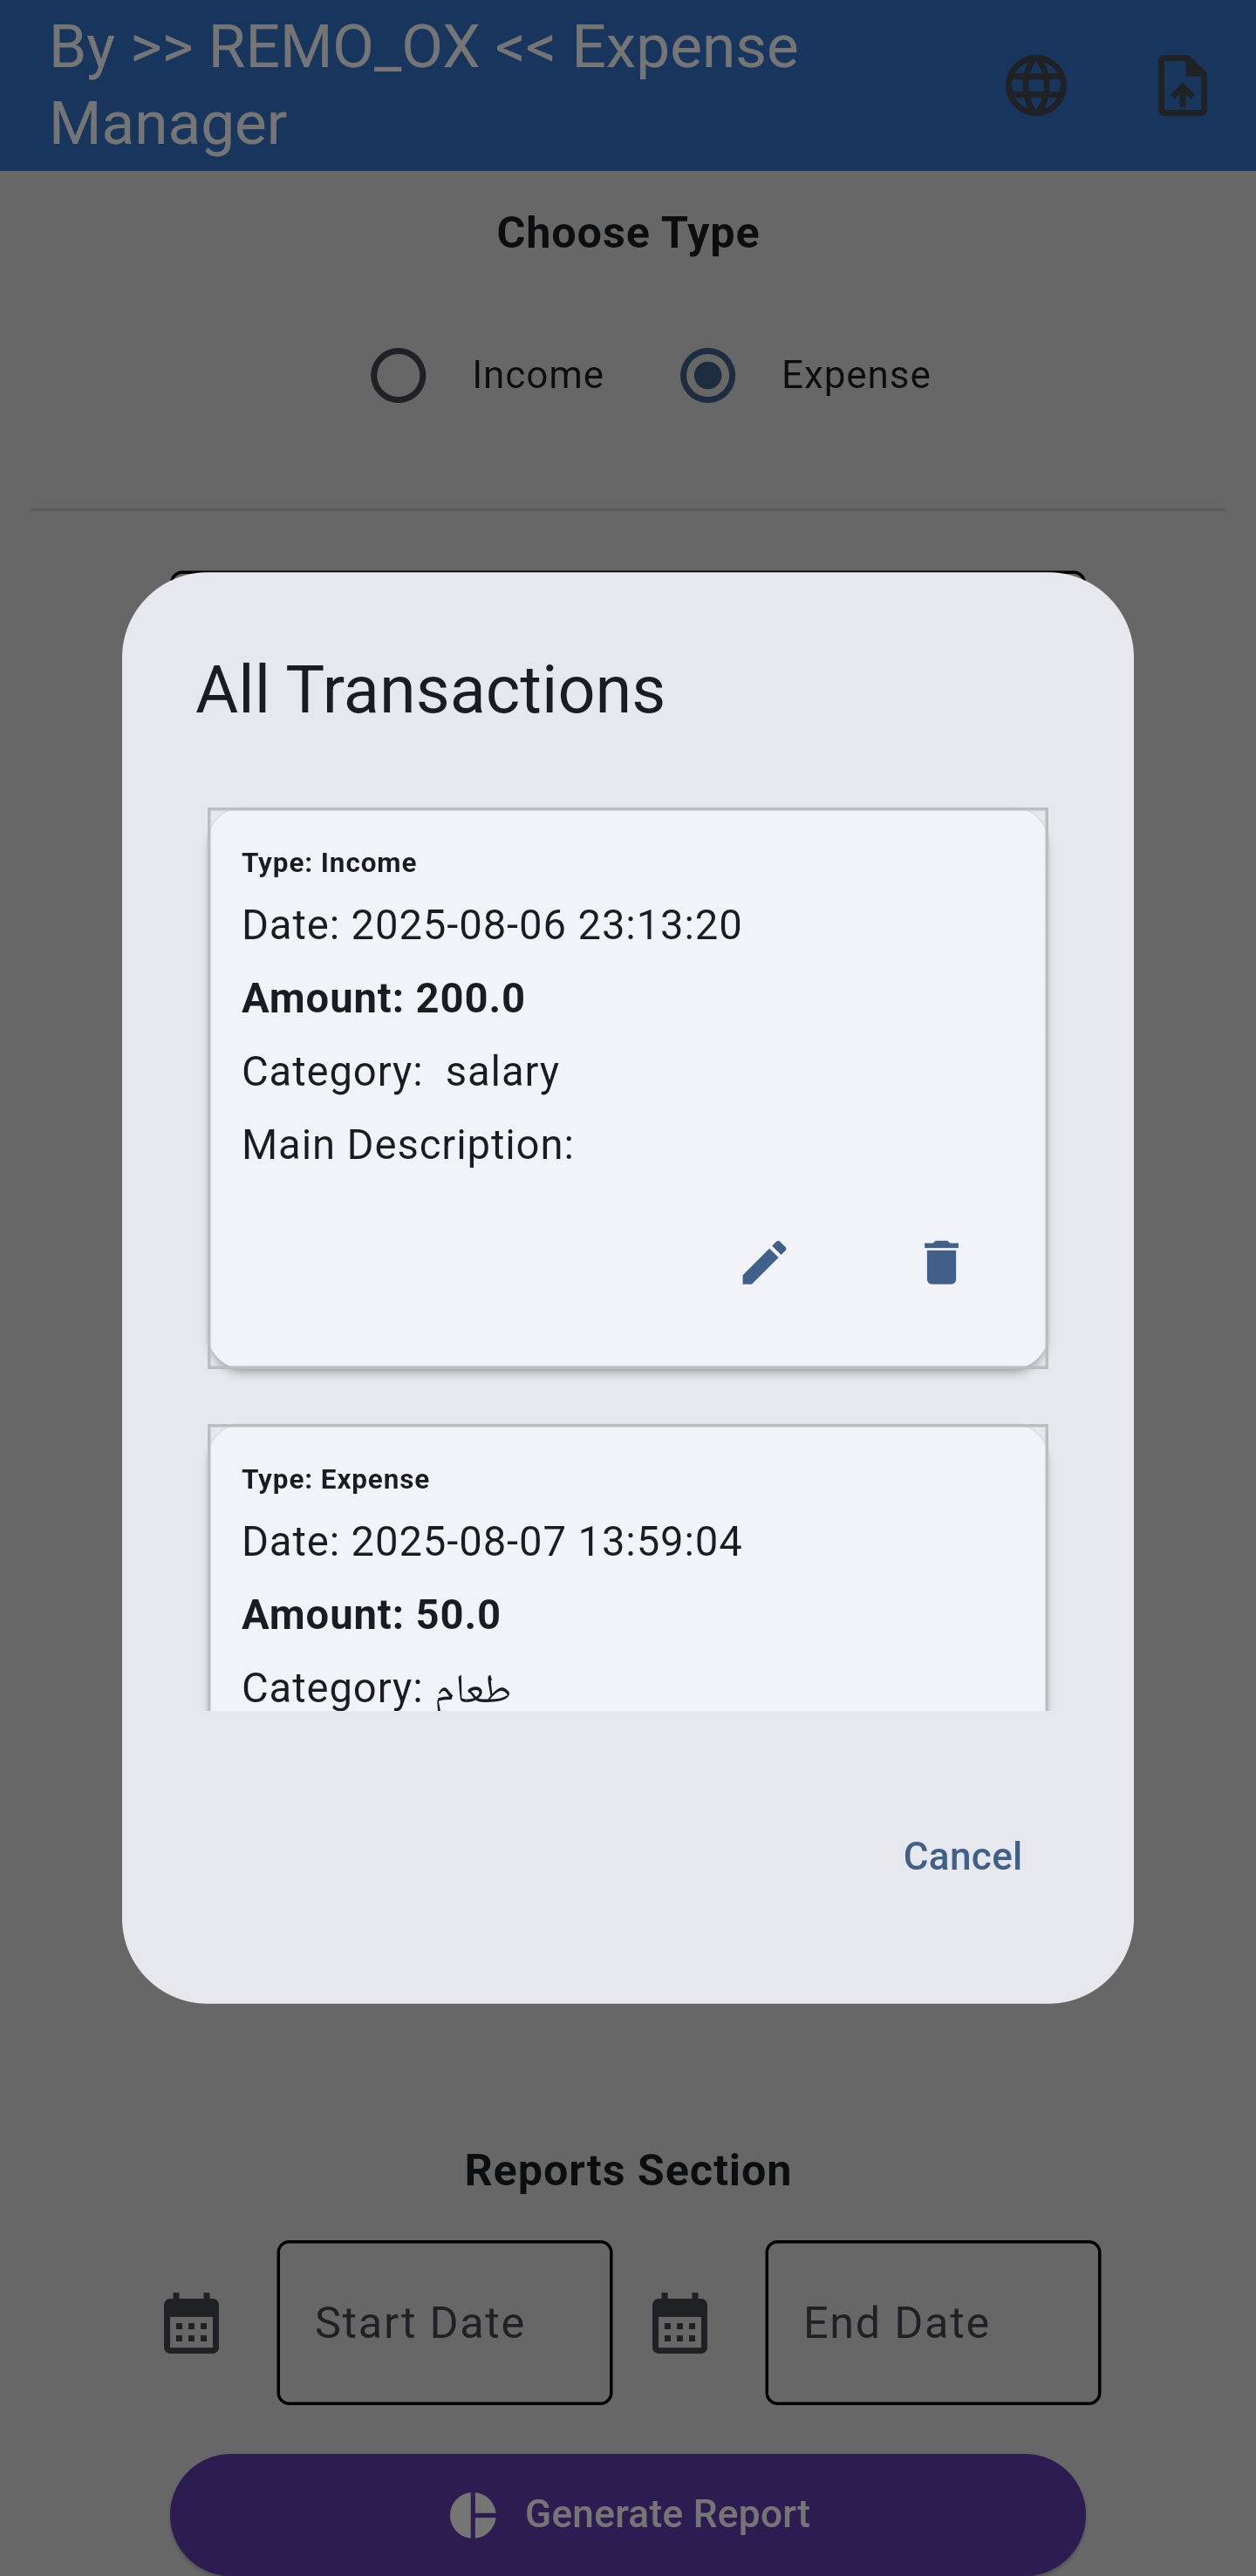 By >> REMO_OX << Expense
Manager
Choose Type
Income
Expense
All Transactions
Type: Income
Date: 2025-08-06 23:13:20
Amount: 200.0
Category:  salary
Main Description:
Type: Expense
Date: 2025-08-07 13:59:04
Amount: 50.0
Category: طعام
Cancel
Reports Section
Start Date
End Date
Generate Report